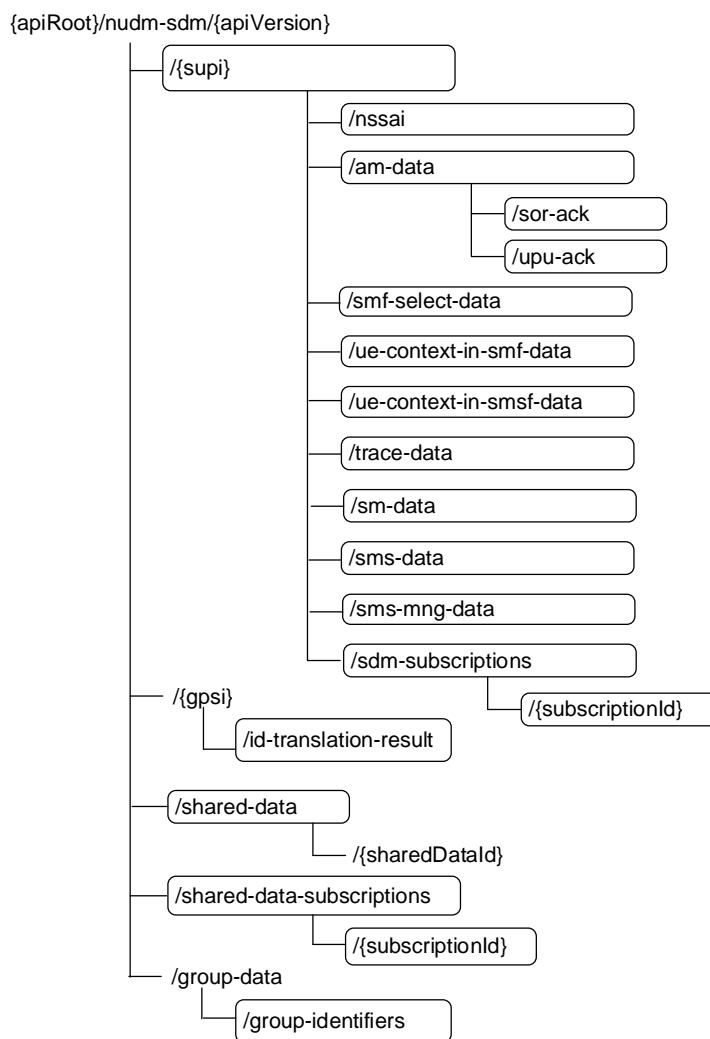 {apiRoot}/nudm-sdm/{apiVersion}
/{supi}
/nssai
/am-data
/sor-ack
/upu-ack
/smf-select-data
/ue-context-in-smf-data
/ue-context-in-smsf-data
/trace-data
/sm-data
/sms-data
/sms-mng-data
/sdm-subscriptions
/{gpsi}
/{subscriptionId}
/id-translation-result
/shared-data
/{sharedDataId}
/shared-data-subscriptions
/{subscriptionId}
/group-data
/group-identifiers